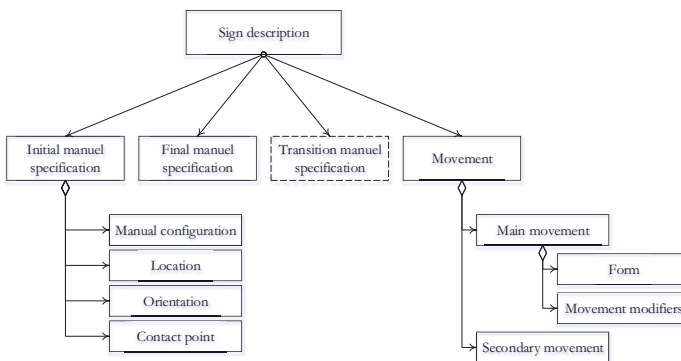 Sign description
Initial manuel
specification
Final manuel
specification
Transition manuel
specification
Movement
Manual configuration
Location
Orientation
Contact point
Main movement
Form
Movement modifiers
Secondary movement